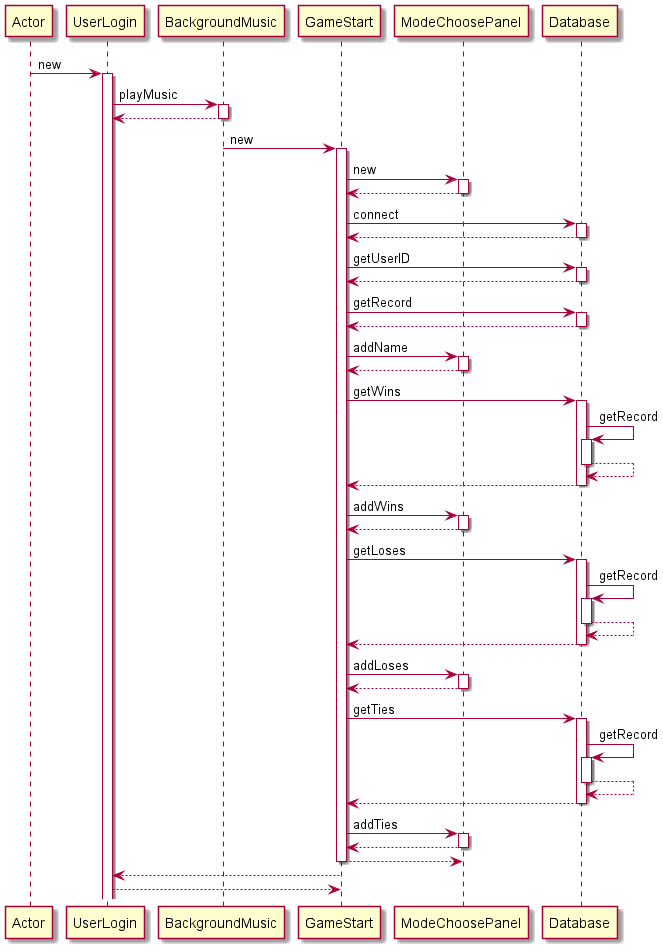 Actor UserLogin BackgroundMusic GameStart ModeChoosePanel Database
new
playMusic
new
new
connect
getUserID
getRecord
addName
getWins
getRecord
addWins
getLoses
getRecord
addLoses
getTies
getRecord
addTies
Actor UserLogin BackgroundMusic GameStart ModeChoosePanel Database